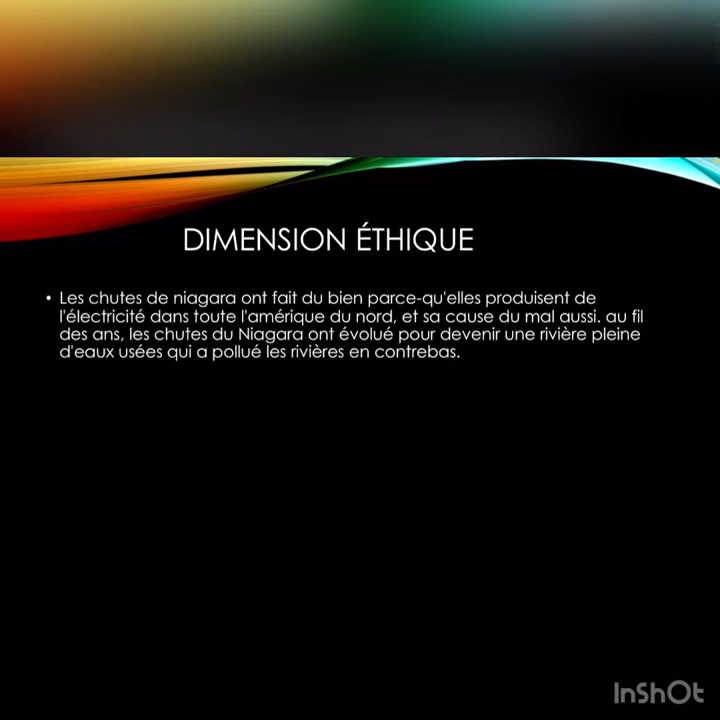 DIMENSION ÉTHIQUE
• Les chutes de niagara ont fait du bien parce-qu'elles produisent de
l'électricité dans toute l'amérique du nord, et sa cause du mal aussi. au fil
des ans, les chutes du Niagara ont évolué pour devenir une rivière pleine
d'eaux usées qui a pollué les rivières en contrebas.
InShOt